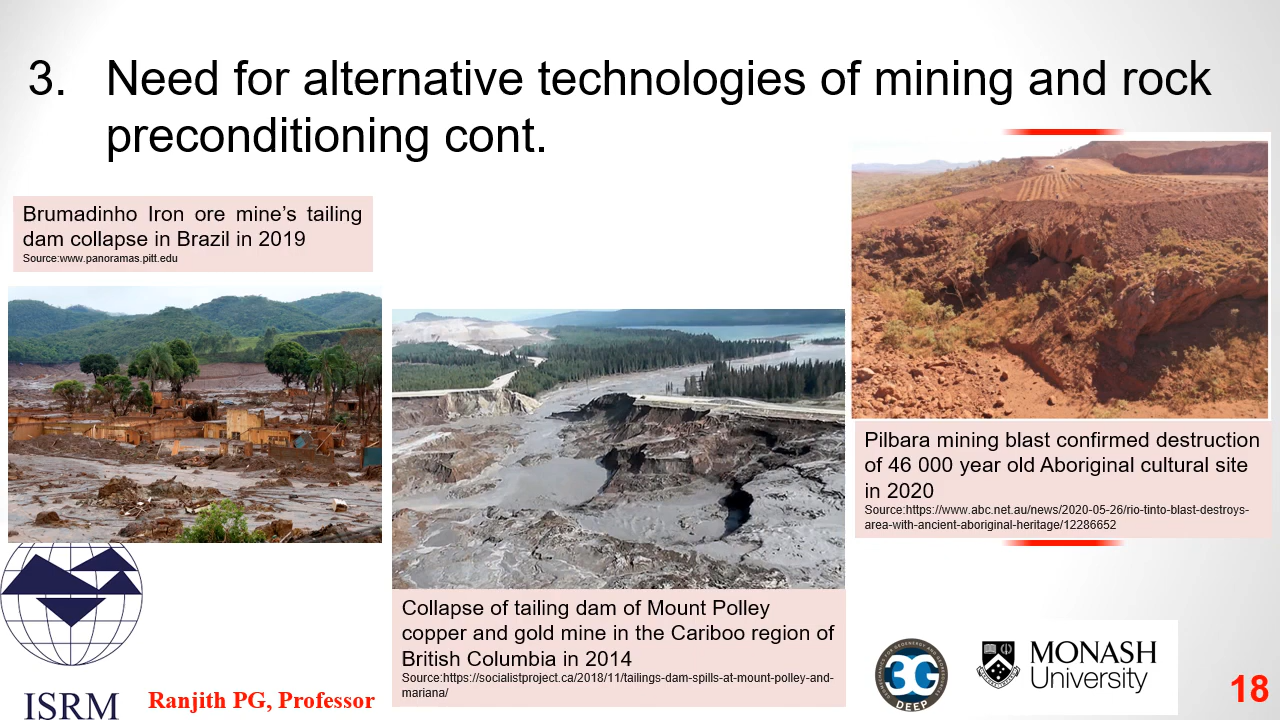 3. Need for alternative technologies of mining and rock
preconditioning cont.
Brumadinho Iron ore mine's tailing
dam collapse in Brazil in 2019
Source:www.panoramas.pitt.edu
Pilbara mining blast confirmed destruction
of 46 000 year old Aboriginal cultural site
in 2020
Source:https://www.abc.net.au/news/2020-05-26/rio-tinto-blast-destroys-
area-with-ancient-aboriginal-heritage/12286652
Collapse of tailing dam of Mount Polley
copper and gold mine in the Cariboo region of
British Columbia in 2014
Source:https://socialistproject.ca/2018/11/tailings-dam-spills-at-mount-polley-and-
mariana/
ISRM
Ranjith PG, Professor
3G
DEEP
MONASH
University
18